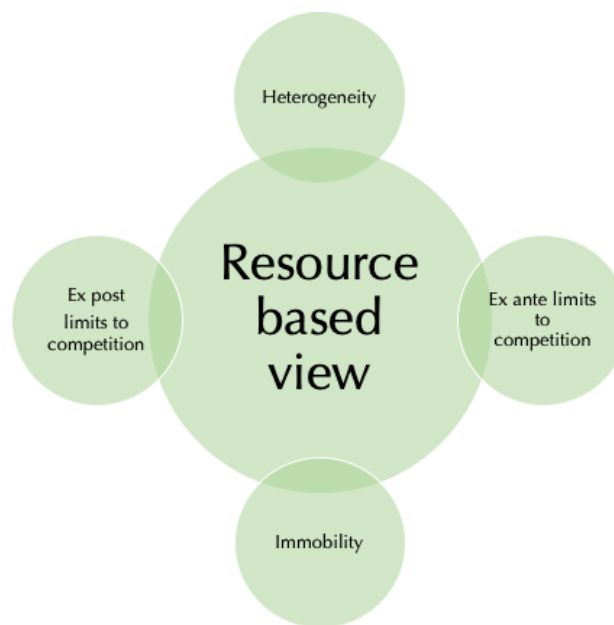 Heterogeneity
Resource
based
view
Ex post
limits to
competition
Ex ante limits
to
competition
Immobility